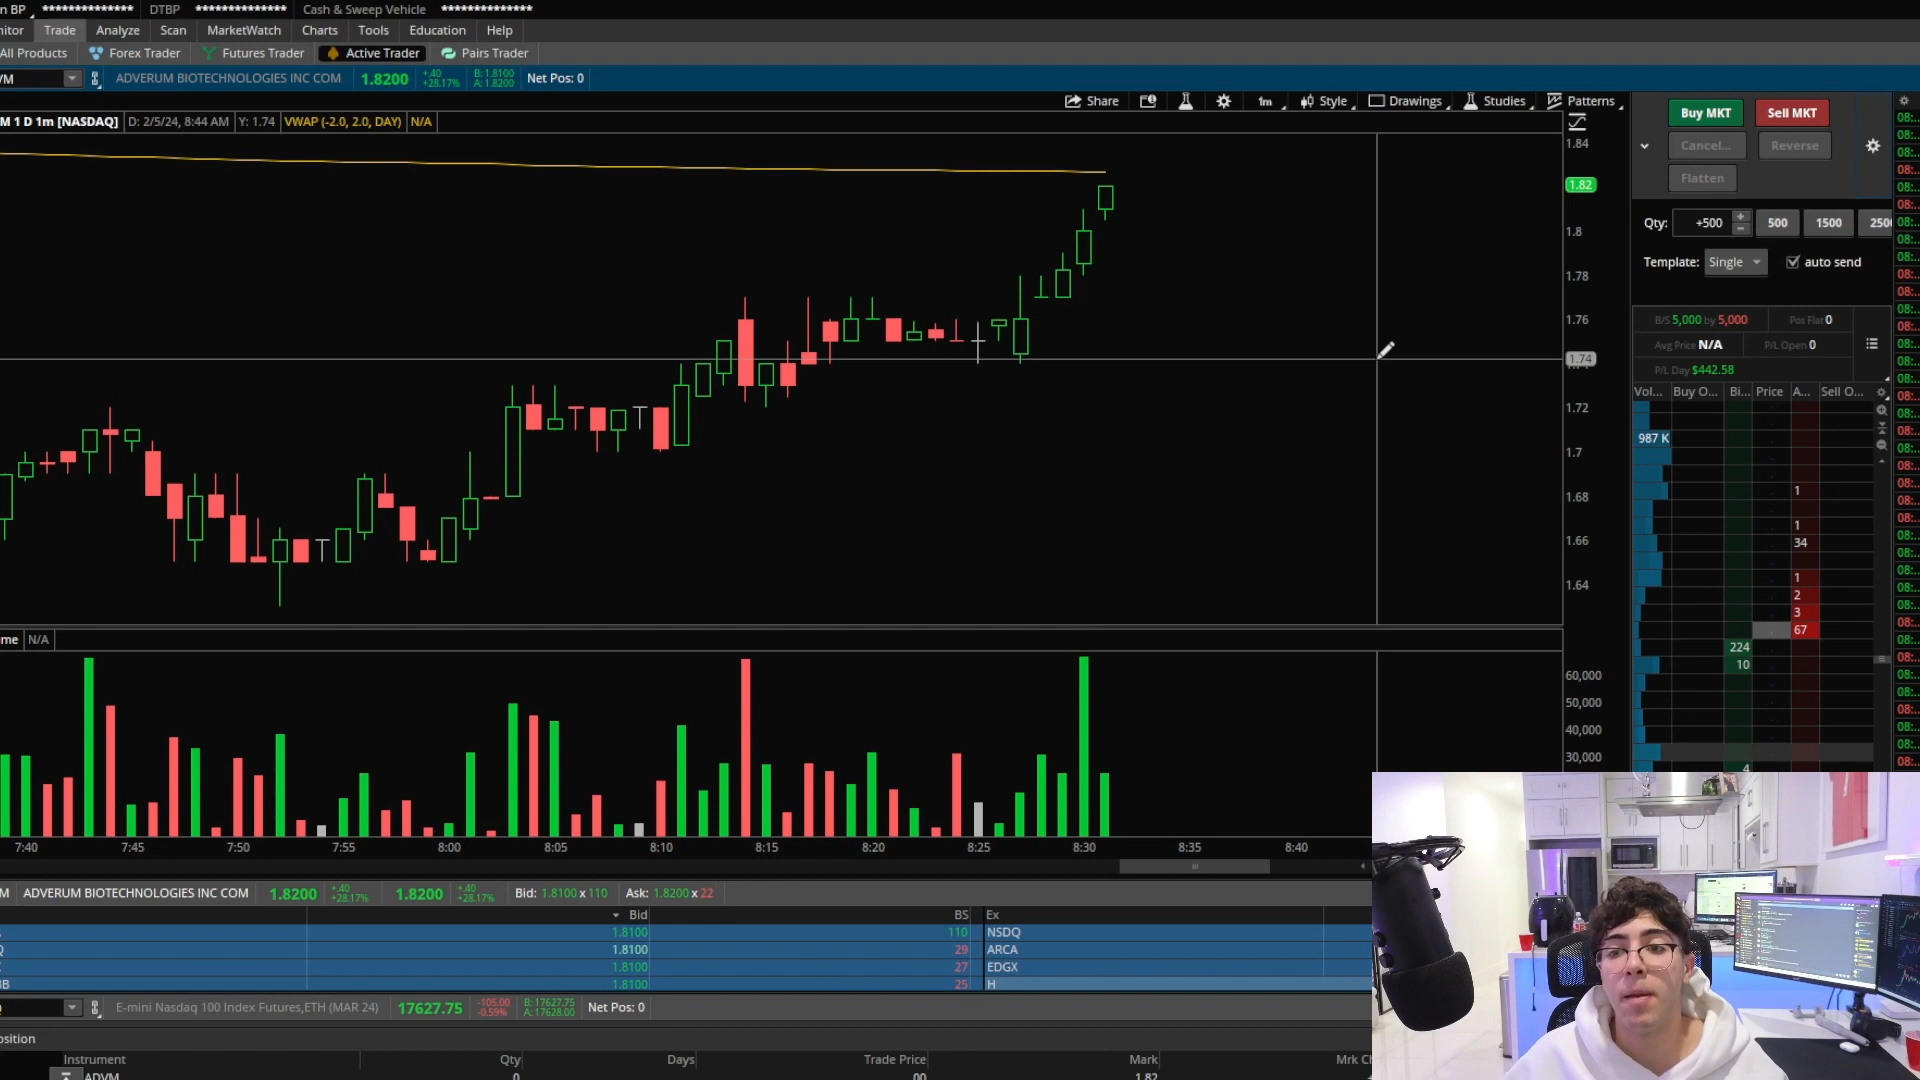 n BP ************** DTBP ************** Cash & Sweep Vehicle **************
nitor Trade Analyze Scan MarketWatch Charts Tools Education Help
All Products Forex Trader Futures Trader Active Trader Pairs Trader
VM ADVERUM BIOTECHNOLOGIES INC COM 1.8200 +.40 +28.17% B: 1.8100 A: 1.8200 Net Pos: 0
Share 1m Style Drawings Studies Patterns
M 1 D 1m [NASDAQ] D: 2/5/24, 8:44 AM Y: 1.74 VWAP (-2.0, 2.0, DAY) N/A
1.84
1.82
1.8
1.78
1.76
1.74
1.72
1.7
1.68
1.66
1.64
Buy MKT Sell MKT
Cancel... Reverse
Flatten
Qty: +500 500 1500 250
Template: Single auto send
B/S 5,000 by 5,000 Pos Flat 0
Avg Price N/A P/L Open 0
P/L Day $442.58
Vol... Buy O... Bi... Price A... Sell O...
987 K
1
1
34
1
2
3
67
224
10
4
me N/A
60,000
50,000
40,000
30,000
7:40 7:45 7:50 7:55 8:00 8:05 8:10 8:15 8:20 8:25 8:30 8:35 8:40
M ADVERUM BIOTECHNOLOGIES INC COM 1.8200 +.40 +28.17% 1.8200 +.40 +28.17% Bid: 1.8100 x 110 Ask: 1.8200 x 22
Bid BS Ex
1.8100 110 NSDQ
Q 1.8100 29 ARCA
1.8100 27 EDGX
BB 1.8100 25 H
E-mini Nasdaq 100 Index Futures,ETH (MAR 24) 17627.75 -105.00 -0.59% B: 17627.75 A: 17628.00 Net Pos: 0
osition
Instrument Qty Days Trade Price Mark Mrk Ch
ADVM 0 .00 1.82